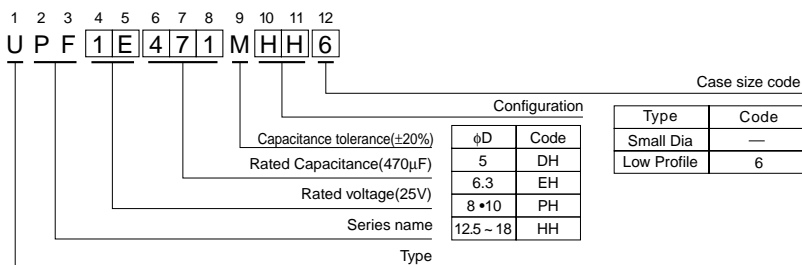 1 2 3 4 5 6 7 8 9 10 11 12
U P F 1 E 4 7 1 M H H 6
Case size code
Type Code
Small Dia —
Low Profile 6
Configuration
ϕD Code
5 DH
6.3 EH
8 •10 PH
12.5 ~ 18 HH
Capacitance tolerance(±20%)
Rated Capacitance(470µF)
Rated voltage(25V)
Series name
Type